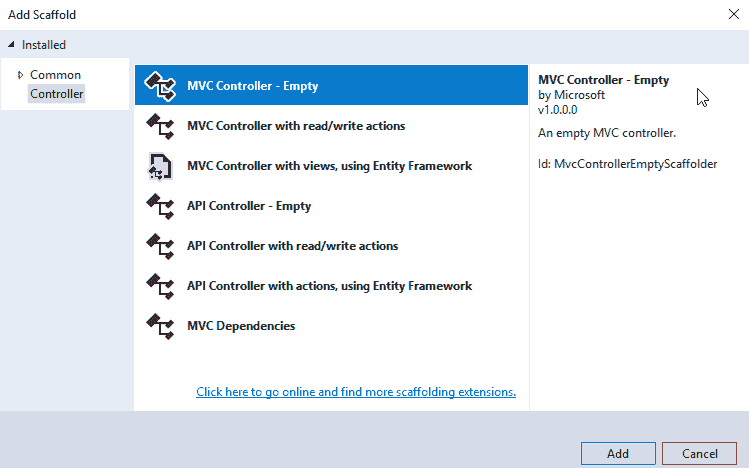 Add Scaffold
Installed
Common
Controller
MVC Controller - Empty
MVC Controller with read/write actions
MVC Controller with views, using Entity Framework
API Controller - Empty
API Controller with read/write actions
API Controller with actions, using Entity Framework
MVC Dependencies
Click here to go online and find more scaffolding extensions.
MVC Controller - Empty
by Microsoft
v1.0.0.0
An empty MVC controller.
Id: MvcControllerEmptyScaffolder
Add
Cancel